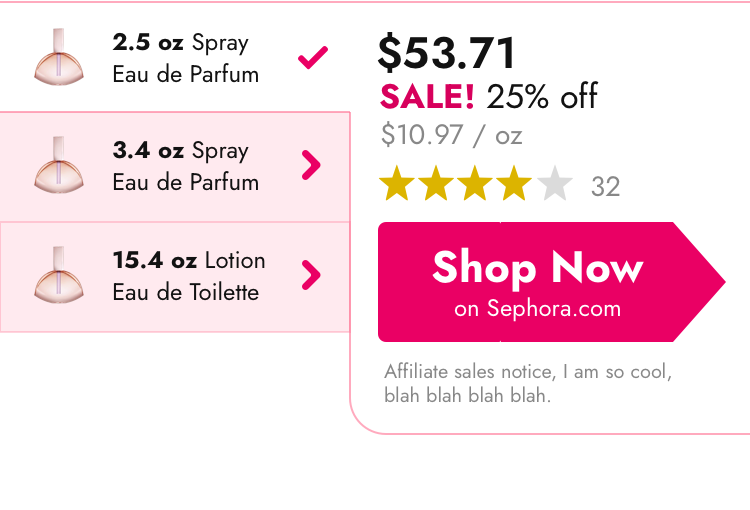 2.5 oz Spray
Eau de Parfum
3.4 oz Spray
Eau de Parfum
15.4 oz Lotion
Eau de Toilette
$53.71
SALE! 25% off
$10.97 / oz
32
Shop Now
on Sephora.com
Affiliate sales notice, I am so cool,
blah blah blah blah.